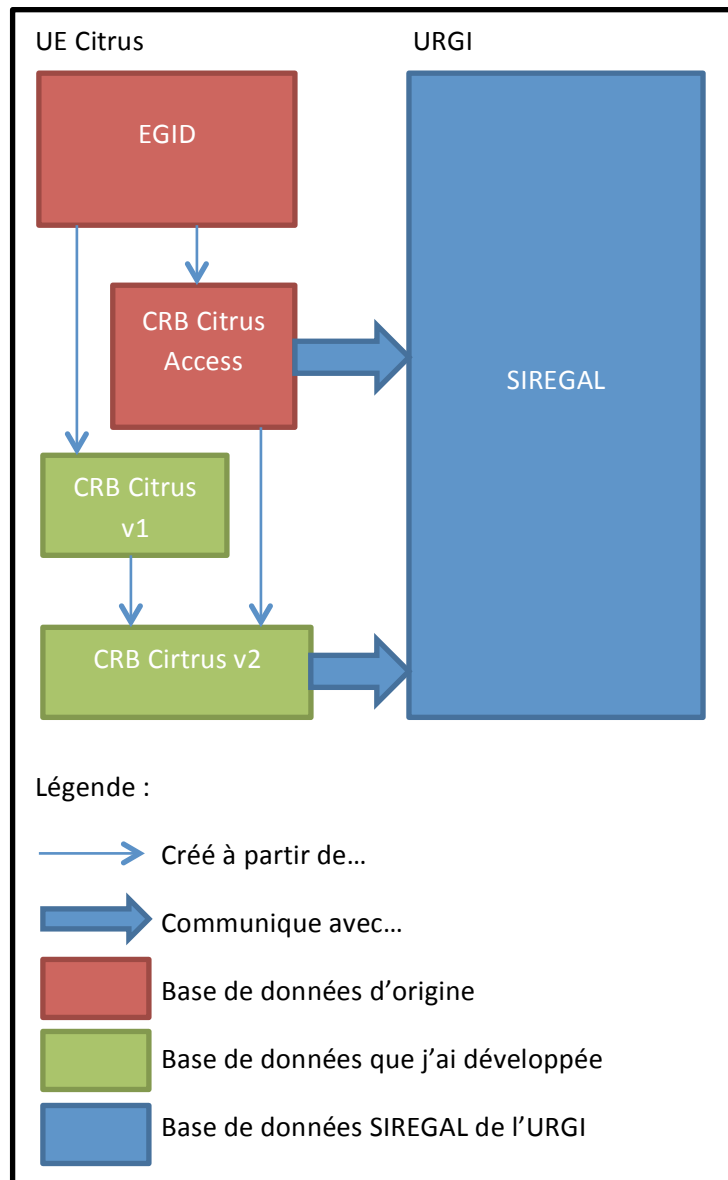 UE Citrus
URGI
EGID
CRB Citrus
Access
SIREGAL
CRB Citrus
v1
CRB Cirtrus v2
Légende :
Créé à partir de…
Communique avec…
Base de données d’origine
Base de données que j’ai développée
Base de données SIREGAL de l’URGI